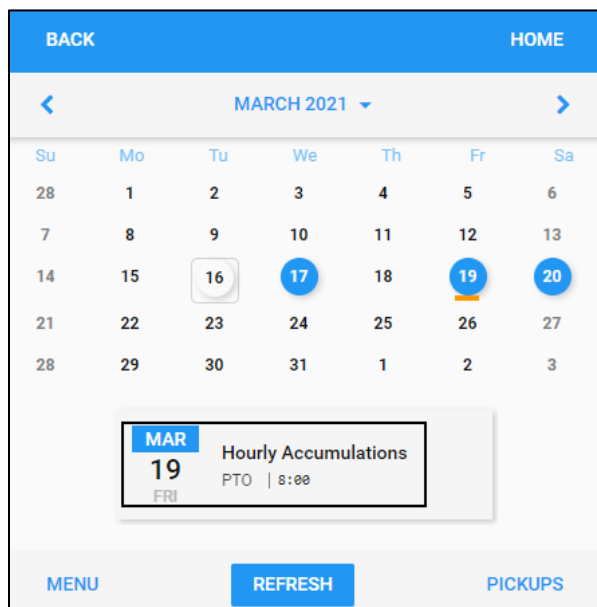 BACK HOME
MARCH 2021
Su Mo Tu We Th Fr Sa
28 1 2 3 4 5 6
7 8 9 10 11 12 13
14 15 16 17 18 19 20
21 22 23 24 25 26 27
28 29 30 31 1 2 3
MAR
19
FRI
Hourly Accumulations
PTO | 8:00
MENU REFRESH PICKUPS